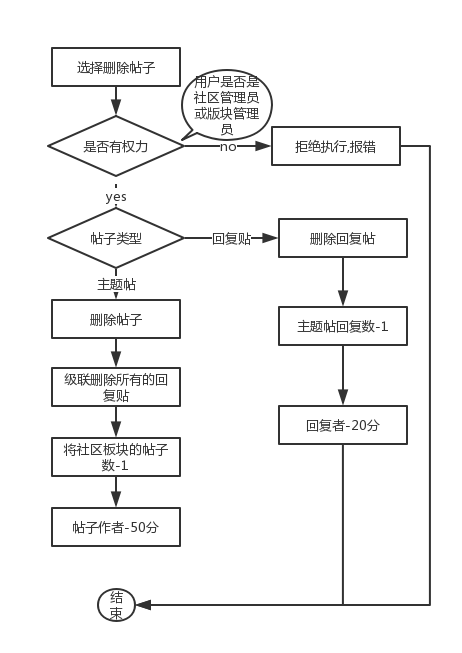 选择删除帖子
用户是否是
社区管理员
或版块管理
员
是否有权力
no
拒绝执行,报错
yes
帖子类型
回复贴
删除回复帖
主题帖
删除帖子
主题帖回复数-1
级联删除所有的回
复贴
回复者-20分
将社区板块的帖子
数-1
帖子作者-50分
结
束